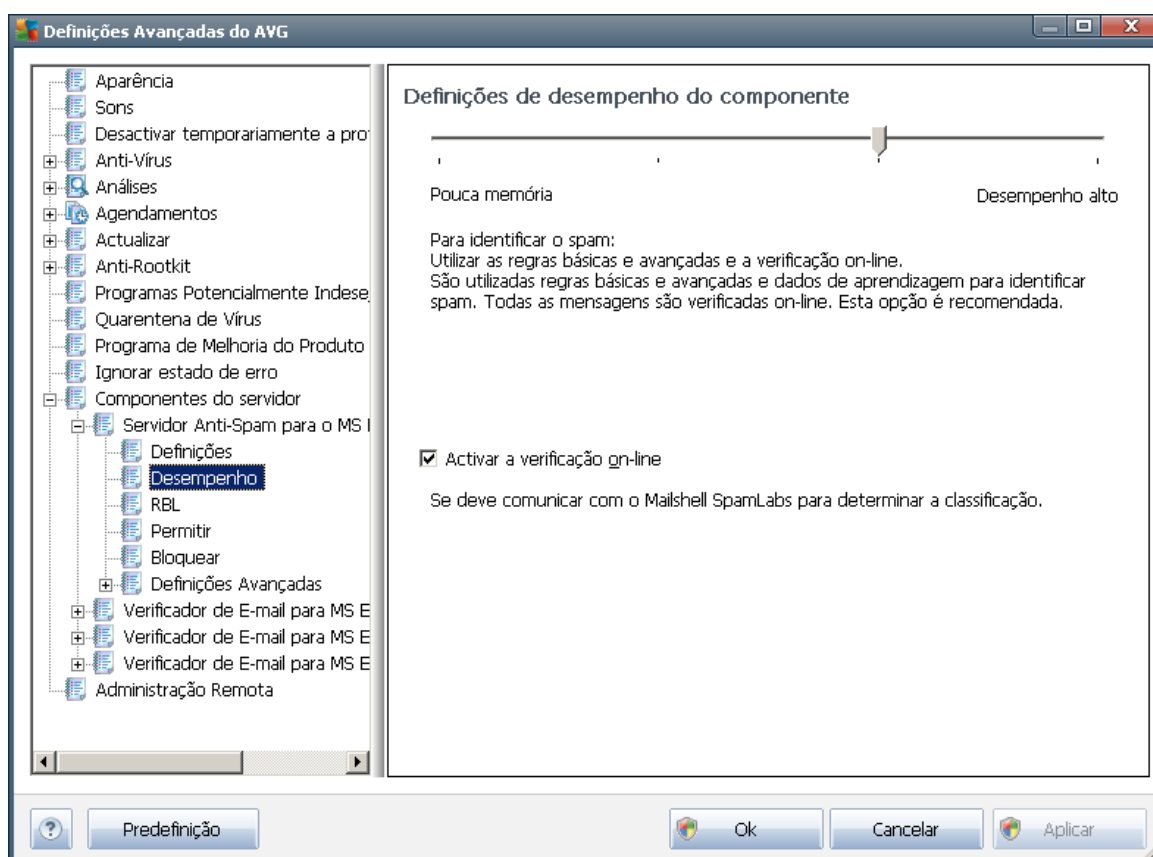 Definições Avançadas do AVG
Aparência
Sons
Desactivar temporariamente a pro
Anti-Vírus
Análises
Agendamentos
Actualizar
Anti-Rootkit
Programas Potencialmente Indese
Quarentena de Vírus
Programa de Melhoria do Produto
Ignorar estado de erro
Componentes do servidor
Servidor Anti-Spam para o MS
Definições
Desempenho
RBL
Permitir
Bloquear
Definições Avançadas
Verificador de E-mail para MS E
Verificador de E-mail para MS E
Verificador de E-mail para MS E
Administração Remota
Definições de desempenho do componente
Pouca memória Desempenho alto
Para identificar o spam:
Utilizar as regras básicas e avançadas e a verificação on-line.
São utilizadas regras básicas e avançadas e dados de aprendizagem para identificar
spam. Todas as mensagens são verificadas on-line. Esta opção é recomendada.
Activar a verificação on-line
Se deve comunicar com o Mailshell SpamLabs para determinar a classificação.
? Predefinição Ok Cancelar Aplicar